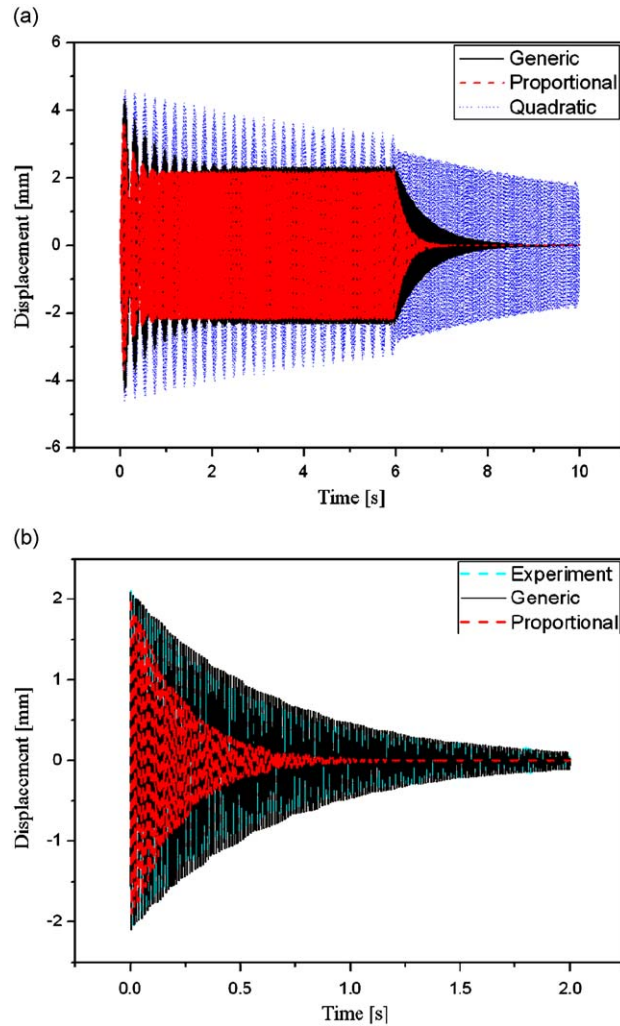 (a)
6
4
2
0
-2
-4
-6
Displacement [mm]
Generic
Proportional
Quadratic
0 2 4 6 8 10
Time [s]
(b)
2
1
0
-1
-2
Displacement [mm]
Experiment
Generic
Proportional
0.0 0.5 1.0 1.5 2.0
Time [s]